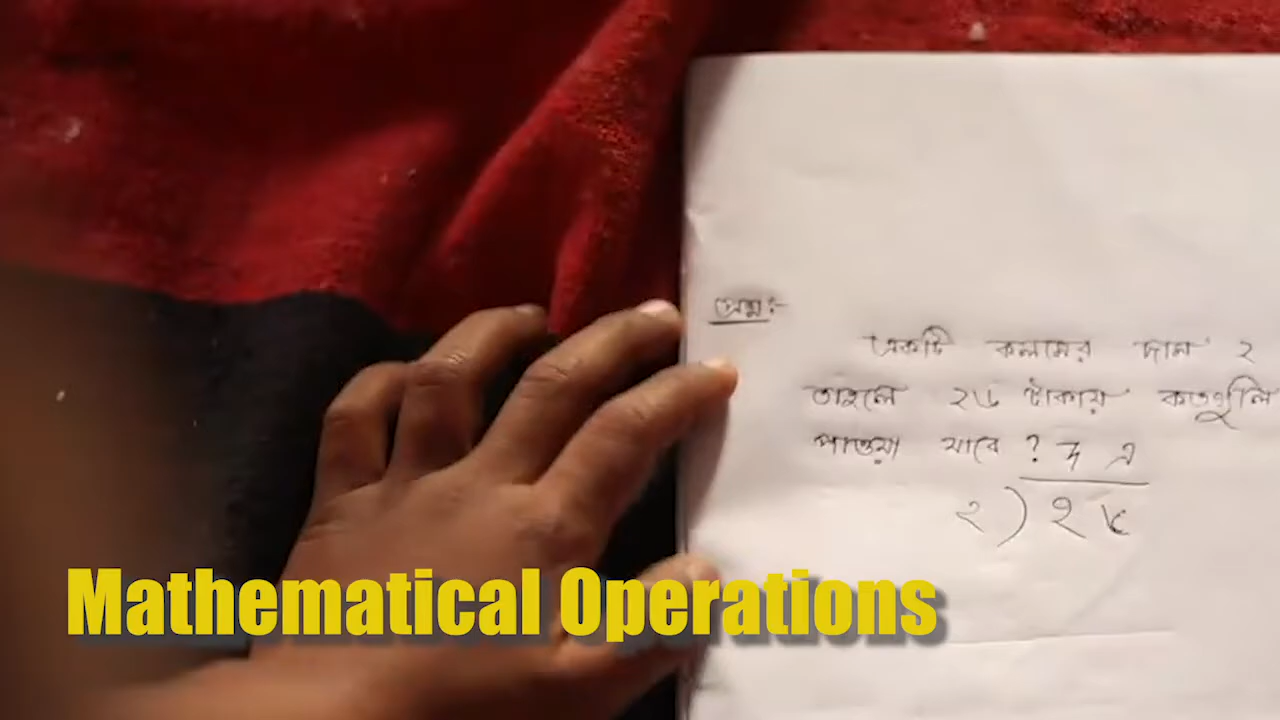 প্রশ্ন :-
একটি কলমের দাম ২
তাহলে ২৬ টাকায় কতগুলি
পাওয়া যাবে ?
২ ) ২৬
Mathematical Operations